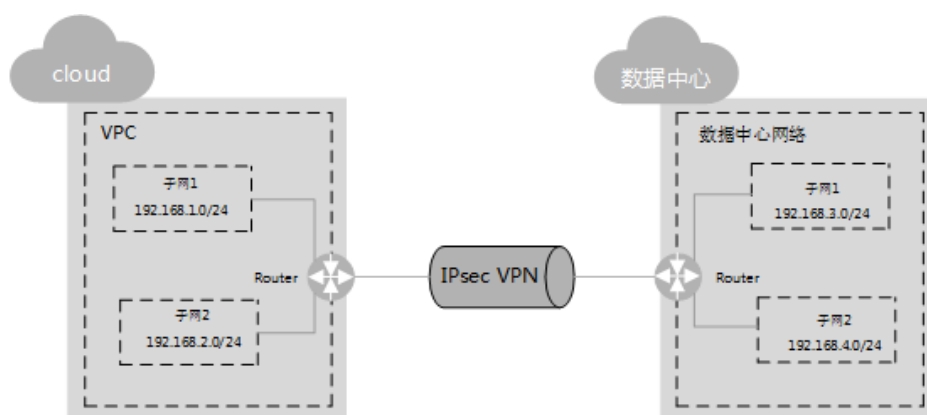 cloud
VPC
子网1
192.168.1.0/24
Router
子网2
192.168.2.0/24
IPsec VPN
数据中心
数据中心网络
子网1
192.168.3.0/24
Router
子网2
192.168.4.0/24